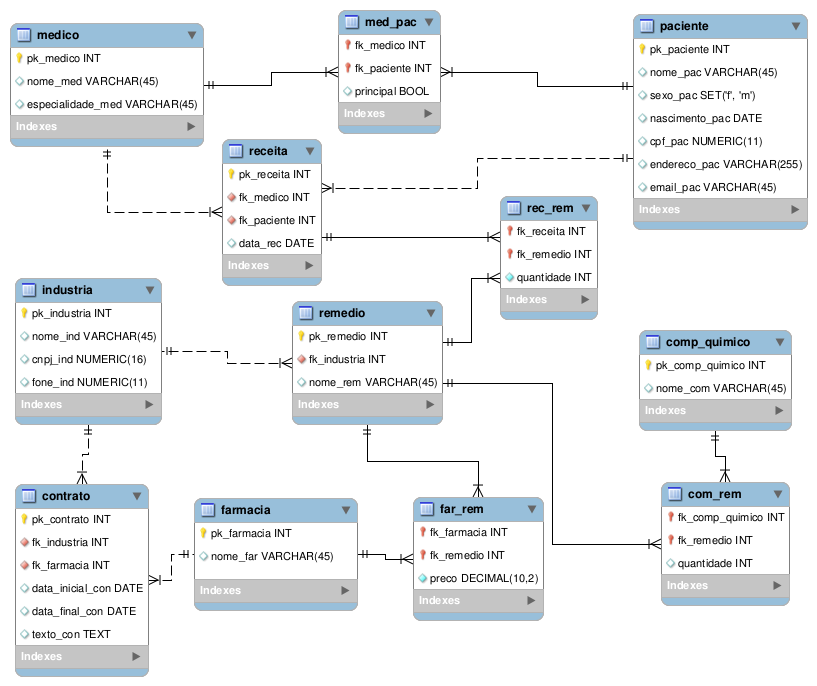 medico
pk_medico INT
nome_med VARCHAR(45)
especialidade_med VARCHAR(45)
Indexes
med_pac
fk_medico INT
fk_paciente INT
principal BOOL
Indexes
paciente
pk_paciente INT
nome_pac VARCHAR(45)
sexo_pac SET('f', 'm')
nascimento_pac DATE
cpf_pac NUMERIC(11)
endereco_pac VARCHAR(255)
email_pac VARCHAR(45)
Indexes
receita
pk_receita INT
fk_medico INT
fk_paciente INT
data_rec DATE
Indexes
rec_rem
fk_receita INT
fk_remedio INT
quantidade INT
Indexes
industria
pk_industria INT
nome_ind VARCHAR(45)
cnpj_ind NUMERIC(16)
fone_ind NUMERIC(11)
Indexes
remedio
pk_remedio INT
fk_industria INT
nome_rem VARCHAR(45)
Indexes
comp_quimico
pk_comp_quimico INT
nome_com VARCHAR(45)
Indexes
contrato
pk_contrato INT
fk_industria INT
fk_farmacia INT
data_inicial_con DATE
data_final_con DATE
texto_con TEXT
Indexes
farmacia
pk_farmacia INT
nome_far VARCHAR(45)
Indexes
far_rem
fk_farmacia INT
fk_remedio INT
preco DECIMAL(10,2)
Indexes
com_rem
fk_comp_quimico INT
fk_remedio INT
quantidade INT
Indexes